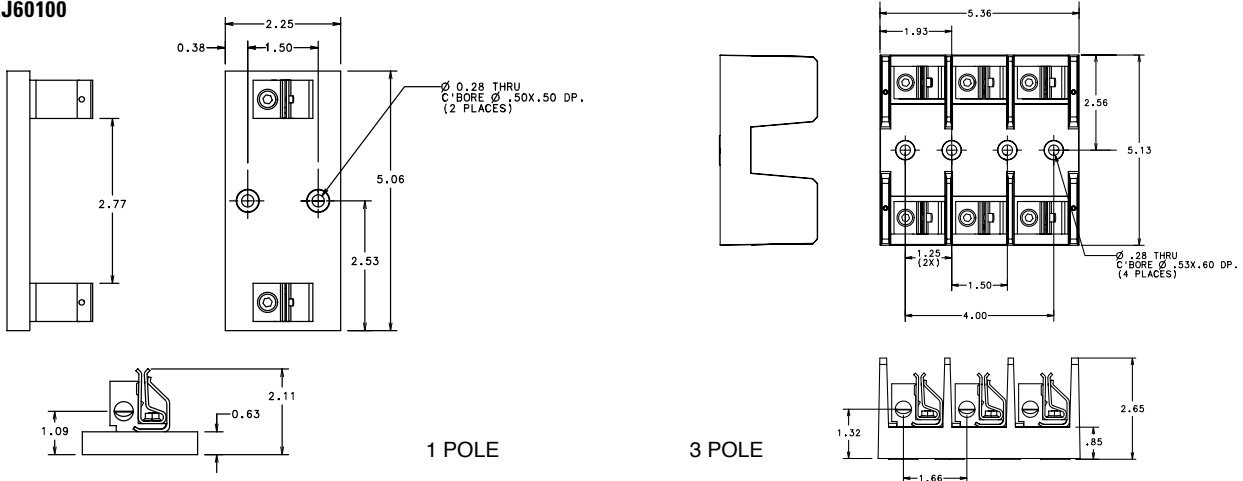 J60100
2.25
0.38
1.50
Ø 0.28 THRU
C'BORE Ø .50X.50 DP.
(2 PLACES)
2.77
5.06
2.53
2.11
0.63
1.09
1 POLE
5.36
1.93
2.56
5.13
1.25
(2X)
Ø .28 THRU
C'BORE Ø .53X.60 DP.
(4 PLACES)
1.50
4.00
2.65
1.32
.85
1.66
3 POLE